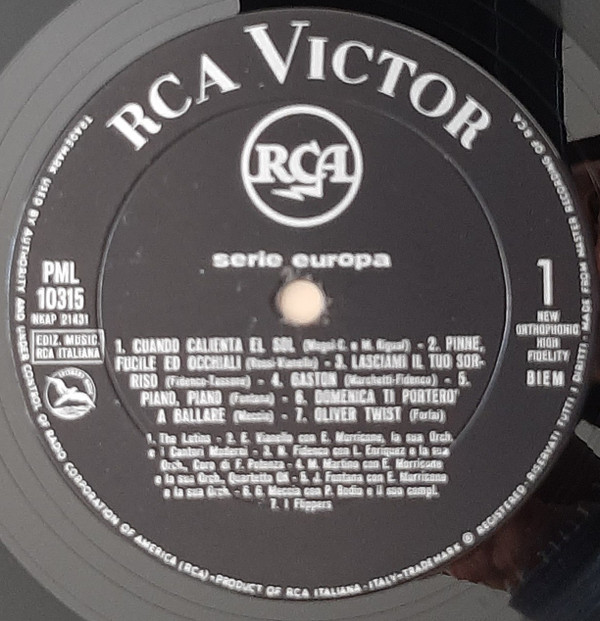 RCA VICTOR
RCA
serie europa
PML
10315
NKAP 21431
EDIZ. MUSIC.
RCA ITALIANA
1
NEW
ORTHOPHONIC
HIGH
FIDELITY
BIEM
1. CUANDO CALIENTA EL SOL (Magni-C. e M. Rigual) - 2. PINNE,
FUCILE ED OCCHIALI (Rossi-Vianello) - 3. LASCIAMI IL TUO SOR-
RISO (Fidenco-Tassone) - 4. GASTON (Marchetti-Fidenco) - 5.
PIANO, PIANO (Fontana) - 6. DOMENICA TI PORTERO'
A BALLARE (Meccia) - 7. OLIVER TWIST (Forlai)
1. The Latins - 2. E. Vianello con E. Morricone, la sua Orch.
e i Cantori Moderni - 3. N. Fidenco con L. Enriquez e la sua
Orch. Coro di F. Potenza - 4. M. Martino con E. Morricone
e la sua Orch. Quartetto - 5. J. Fontana con E. Morricone
e la sua Orch. - 6. G. Meccia con P. e il suo compl.
7. I Flippers
TRADEMARK USED BY AUTHORITY AND UNDER CONTROL OF RADIO CORPORATION OF AMERICA (RCA) - PRODUCT OF RCA ITALIANA - ITALY - TRADEMARK ® REGISTERED - RISERVATI TUTTI I DIRITTI - MADE FROM MASTER RECORDING OF RCA